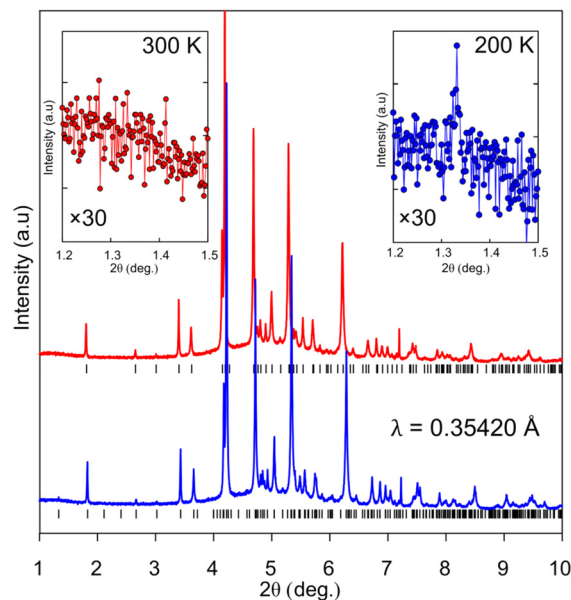 300 K
Intensity (a.u)
×30
1.2 1.3 1.4 1.5
2θ (deg.)
200 K
Intensity (a.u)
×30
1.2 1.3 1.4 1.5
2θ (deg.)
Intensity (a.u)
λ = 0.35420 Å
1 2 3 4 5 6 7 8 9 10
2θ (deg.)